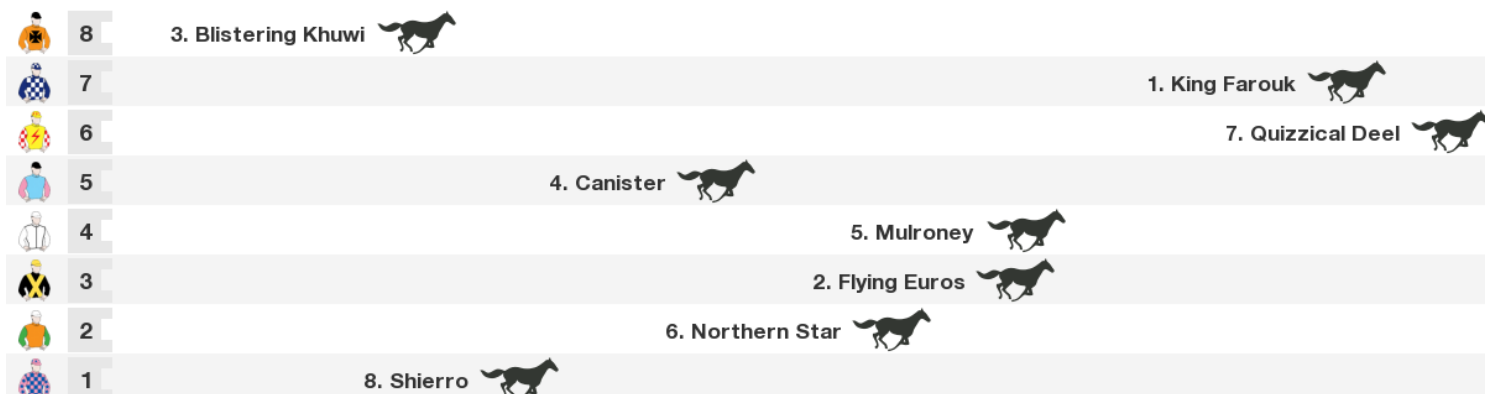 8 3. Blistering Khuwi
7 1. King Farouk
6 7. Quizzical Deel
5 4. Canister
4 5. Mulroney
3 2. Flying Euros
2 6. Northern Star
1 8. Shierro